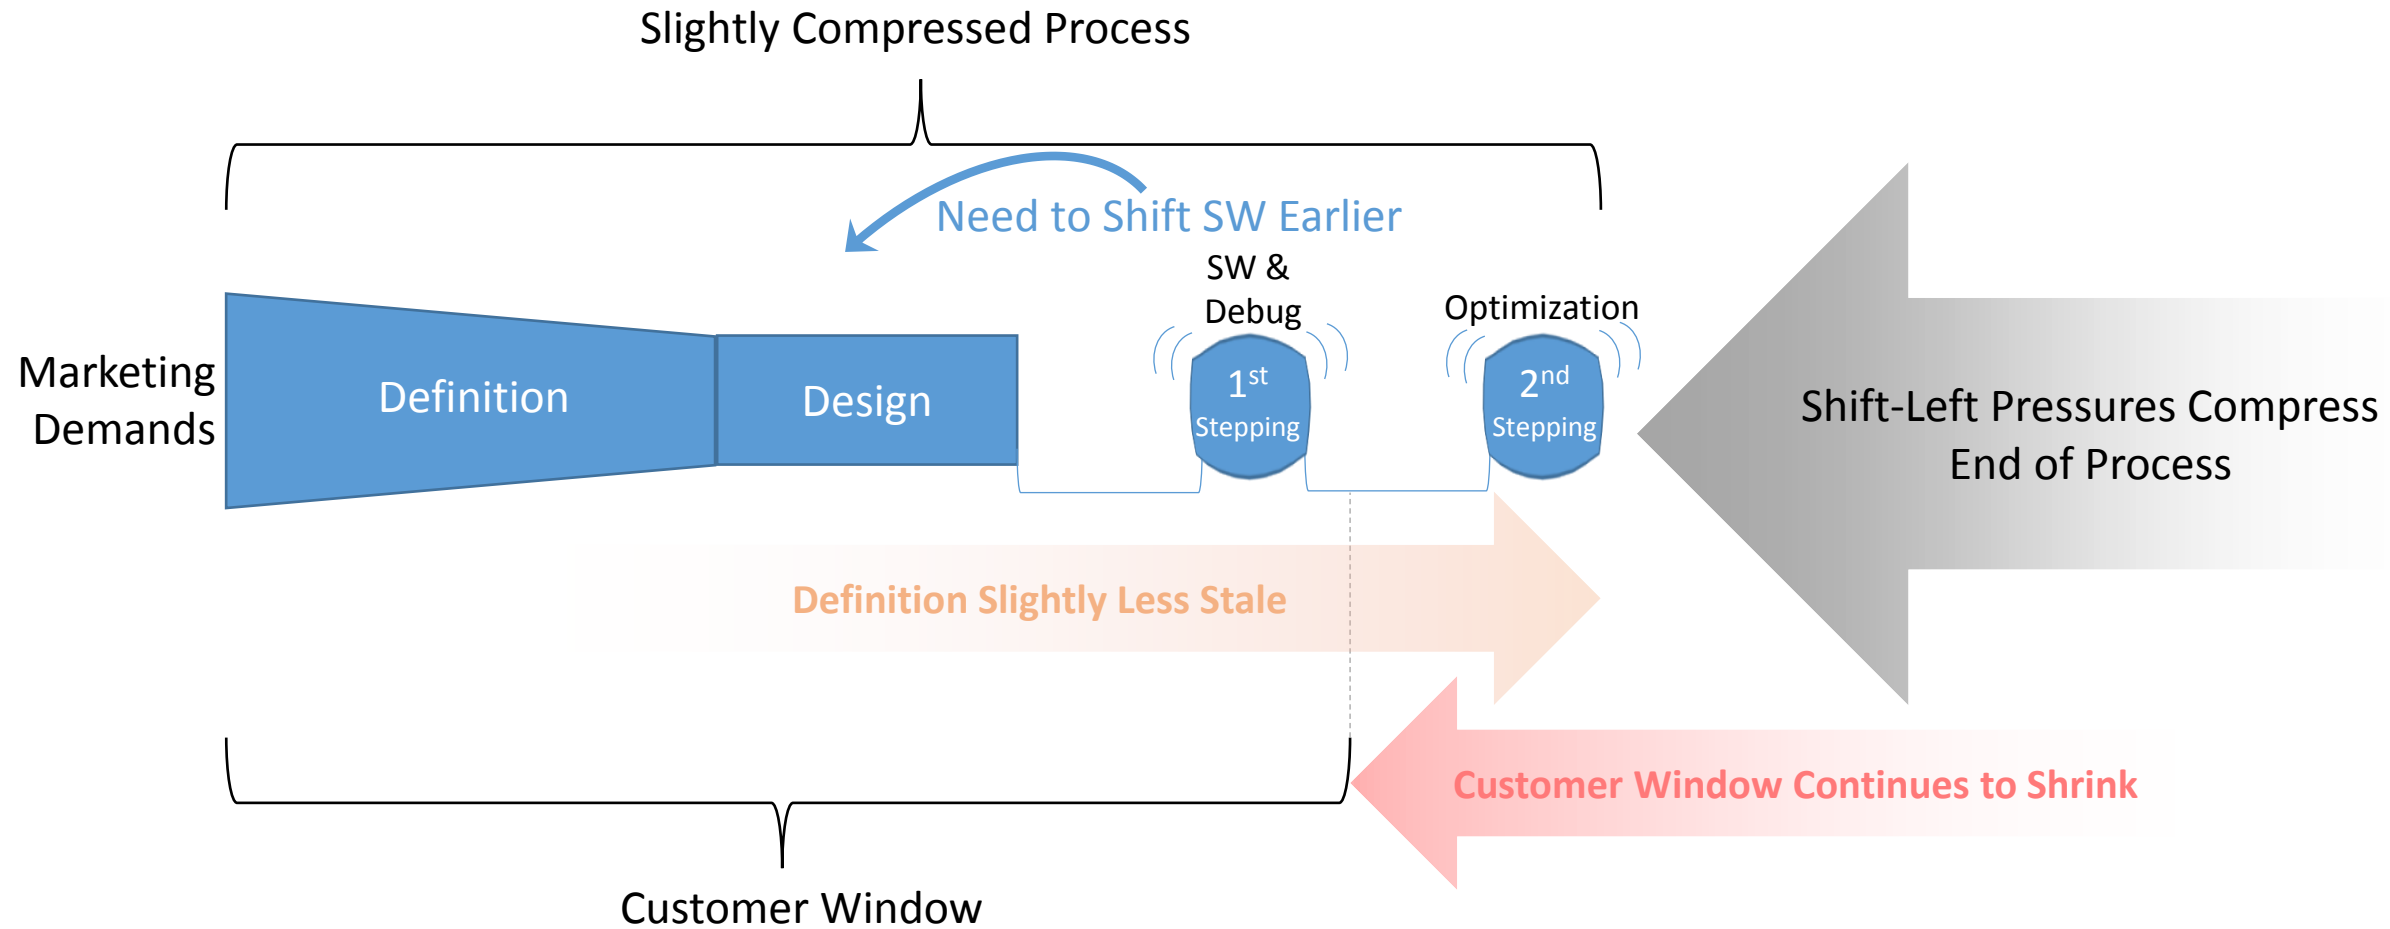 Slightly Compressed Process
Need to Shift SW Earlier
SW &
Debug
Optimization
Marketing
Demands
Definition
Design
1st
Stepping
2nd
Stepping
Shift-Left Pressures Compress
End of Process
Definition Slightly Less Stale
Customer Window Continues to Shrink
Customer Window